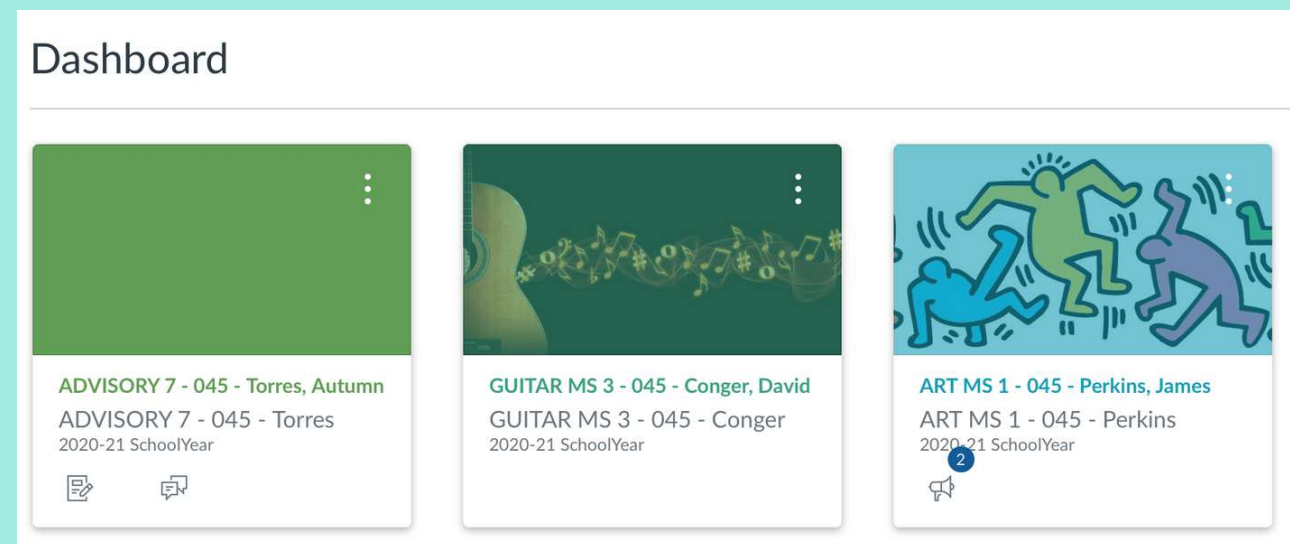 Dashboard
ADVISORY 7 - 045 - Torres, Autumn
ADVISORY 7 - 045 - Torres
2020-21 SchoolYear
GUITAR MS 3 - 045 - Conger, David
GUITAR MS 3 - 045 - Conger
2020-21 SchoolYear
ART MS 1 - 045 - Perkins, James
ART MS 1 - 045 - Perkins
2020-21 SchoolYear
2